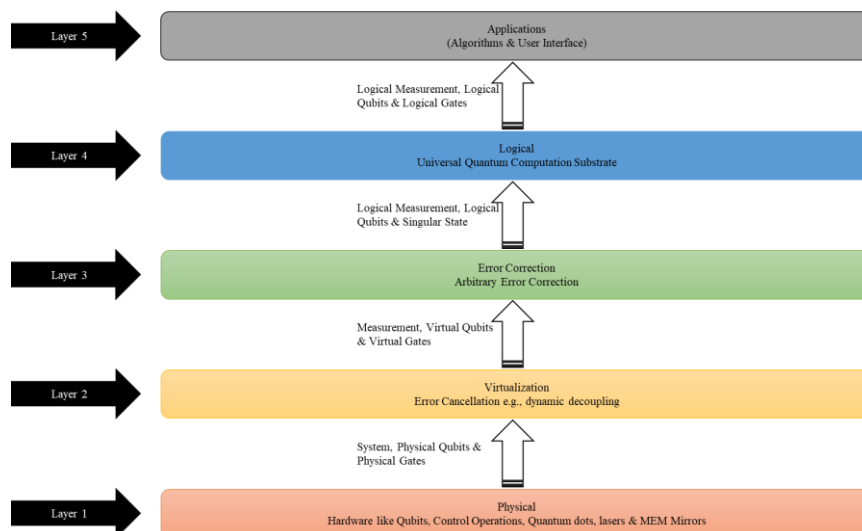 Layer 5
Applications
(Algorithms & User Interface)
Logical Measurement, Logical
Qubits & Logical Gates
Layer 4
Logical
Universal Quantum Computation Substrate
Logical Measurement, Logical
Qubits & Singular State
Layer 3
Error Correction
Arbitrary Error Correction
Measurement, Virtual Qubits
& Virtual Gates
Layer 2
Virtualization
Error Cancellation e.g., dynamic decoupling
System, Physical Qubits &
Physical Gates
Layer 1
Physical
Hardware like Qubits, Control Operations, Quantum dots, lasers & MEM Mirrors